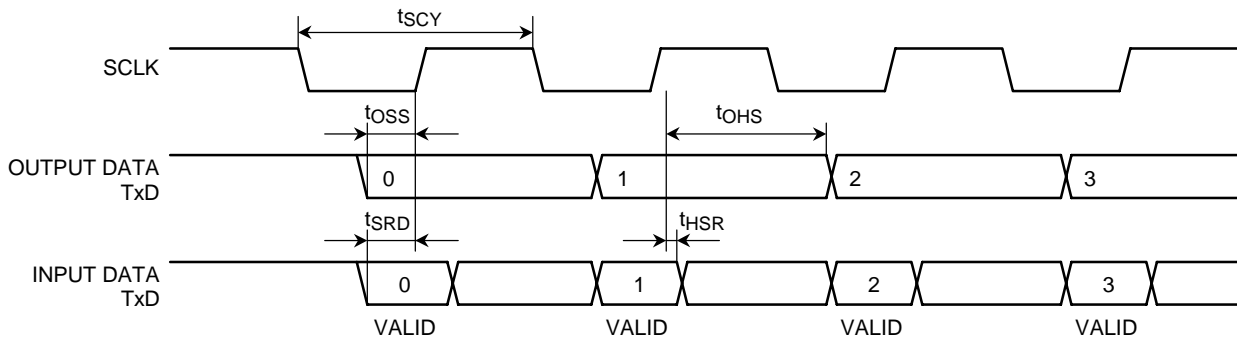 tSCY
SCLK
tOSS
tOHS
OUTPUT DATA
TxD
0 1 2 3
tSRD
tHSR
INPUT DATA
TxD
0 1 2 3
VALID VALID VALID VALID